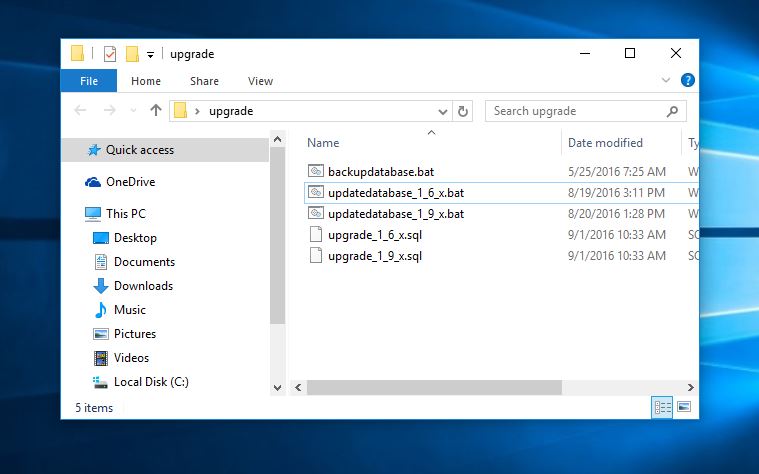 upgrade
File Home Share View
upgrade Search upgrade
Name Date modified Ty
Quick access
OneDrive
This PC
Desktop
Documents
Downloads
Music
Pictures
Videos
Local Disk (C:)
backupdatabase.bat 5/25/2016 7:25 AM W
updatedatabase_1_6_x.bat 8/19/2016 3:11 PM W
updatedatabase_1_9_x.bat 8/20/2016 1:28 PM W
upgrade_1_6_x.sql 9/1/2016 10:33 AM SC
upgrade_1_9_x.sql 9/1/2016 10:33 AM SC
5 items